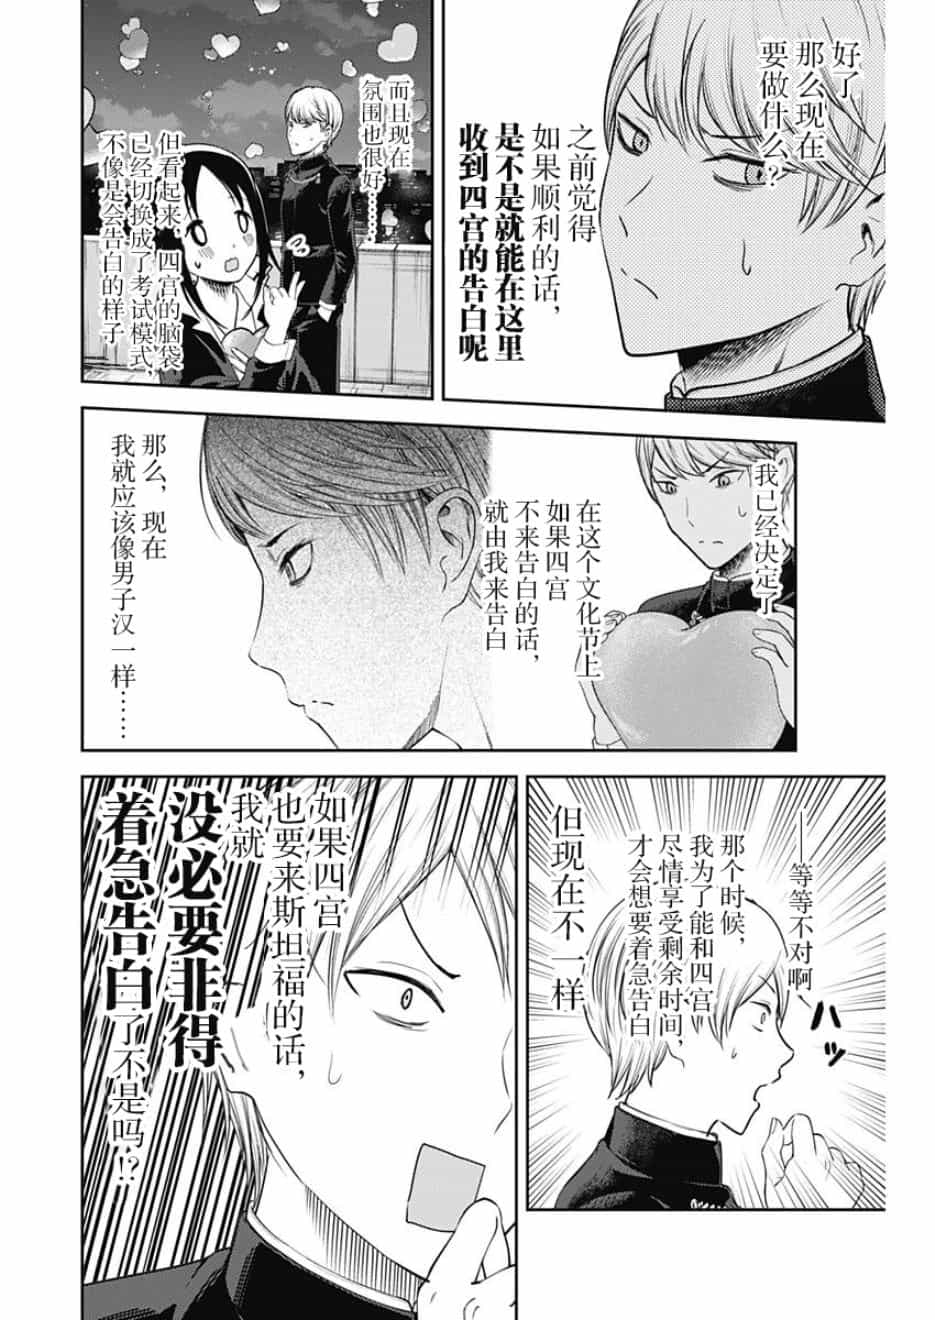 好了
那么现在
要做什么?
之前觉得
如果顺利的话，
是不是就能在这里
收到四宫的告白呢
而且现在
氛围也很好……
但看起来，四宫的脑袋
已经切换成了考试模式，
不像是会告白的样子
我已经决定了
在这个文化节上
如果四宫
不来告白的话，
就由我来告白
那么，现在
我就应该像男子汉一样……
——等等不对啊
ハッ
那个时候，
我为了能和四宫
尽情享受剩余时间，
才会想要着急告白
但现在不一样
如果四宫
也要来斯坦福的话，
我就
没必要非得
着急告白了不是吗!?